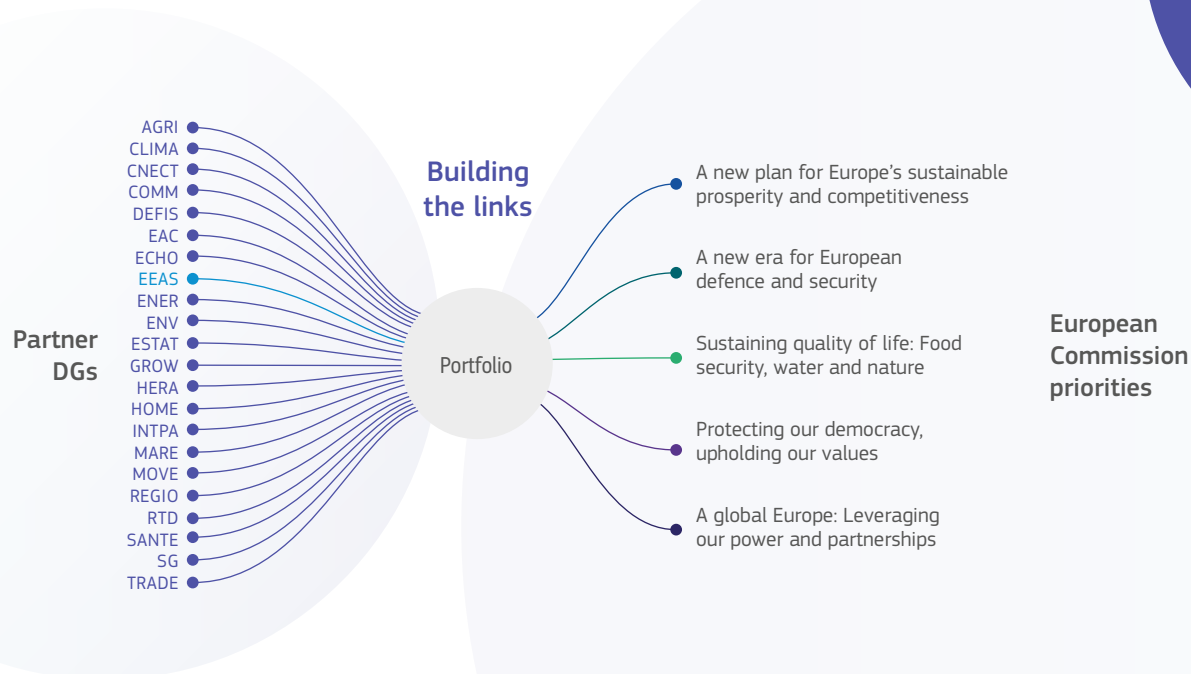 Building
the links
Partner
DGs
AGRI
CLIMA
CNECT
COMM
DEFIS
EAC
ECHO
EEAS
ENER
ENV
ESTAT
GROW
HERA
HOME
INTPA
MARE
MOVE
REGIO
RTD
SANTE
SG
TRADE
Portfolio
A new plan for Europe’s sustainable
prosperity and competitiveness
A new era for European
defence and security
Sustaining quality of life: Food
security, water and nature
Protecting our democracy,
upholding our values
A global Europe: Leveraging
our power and partnerships
European
Commission
priorities